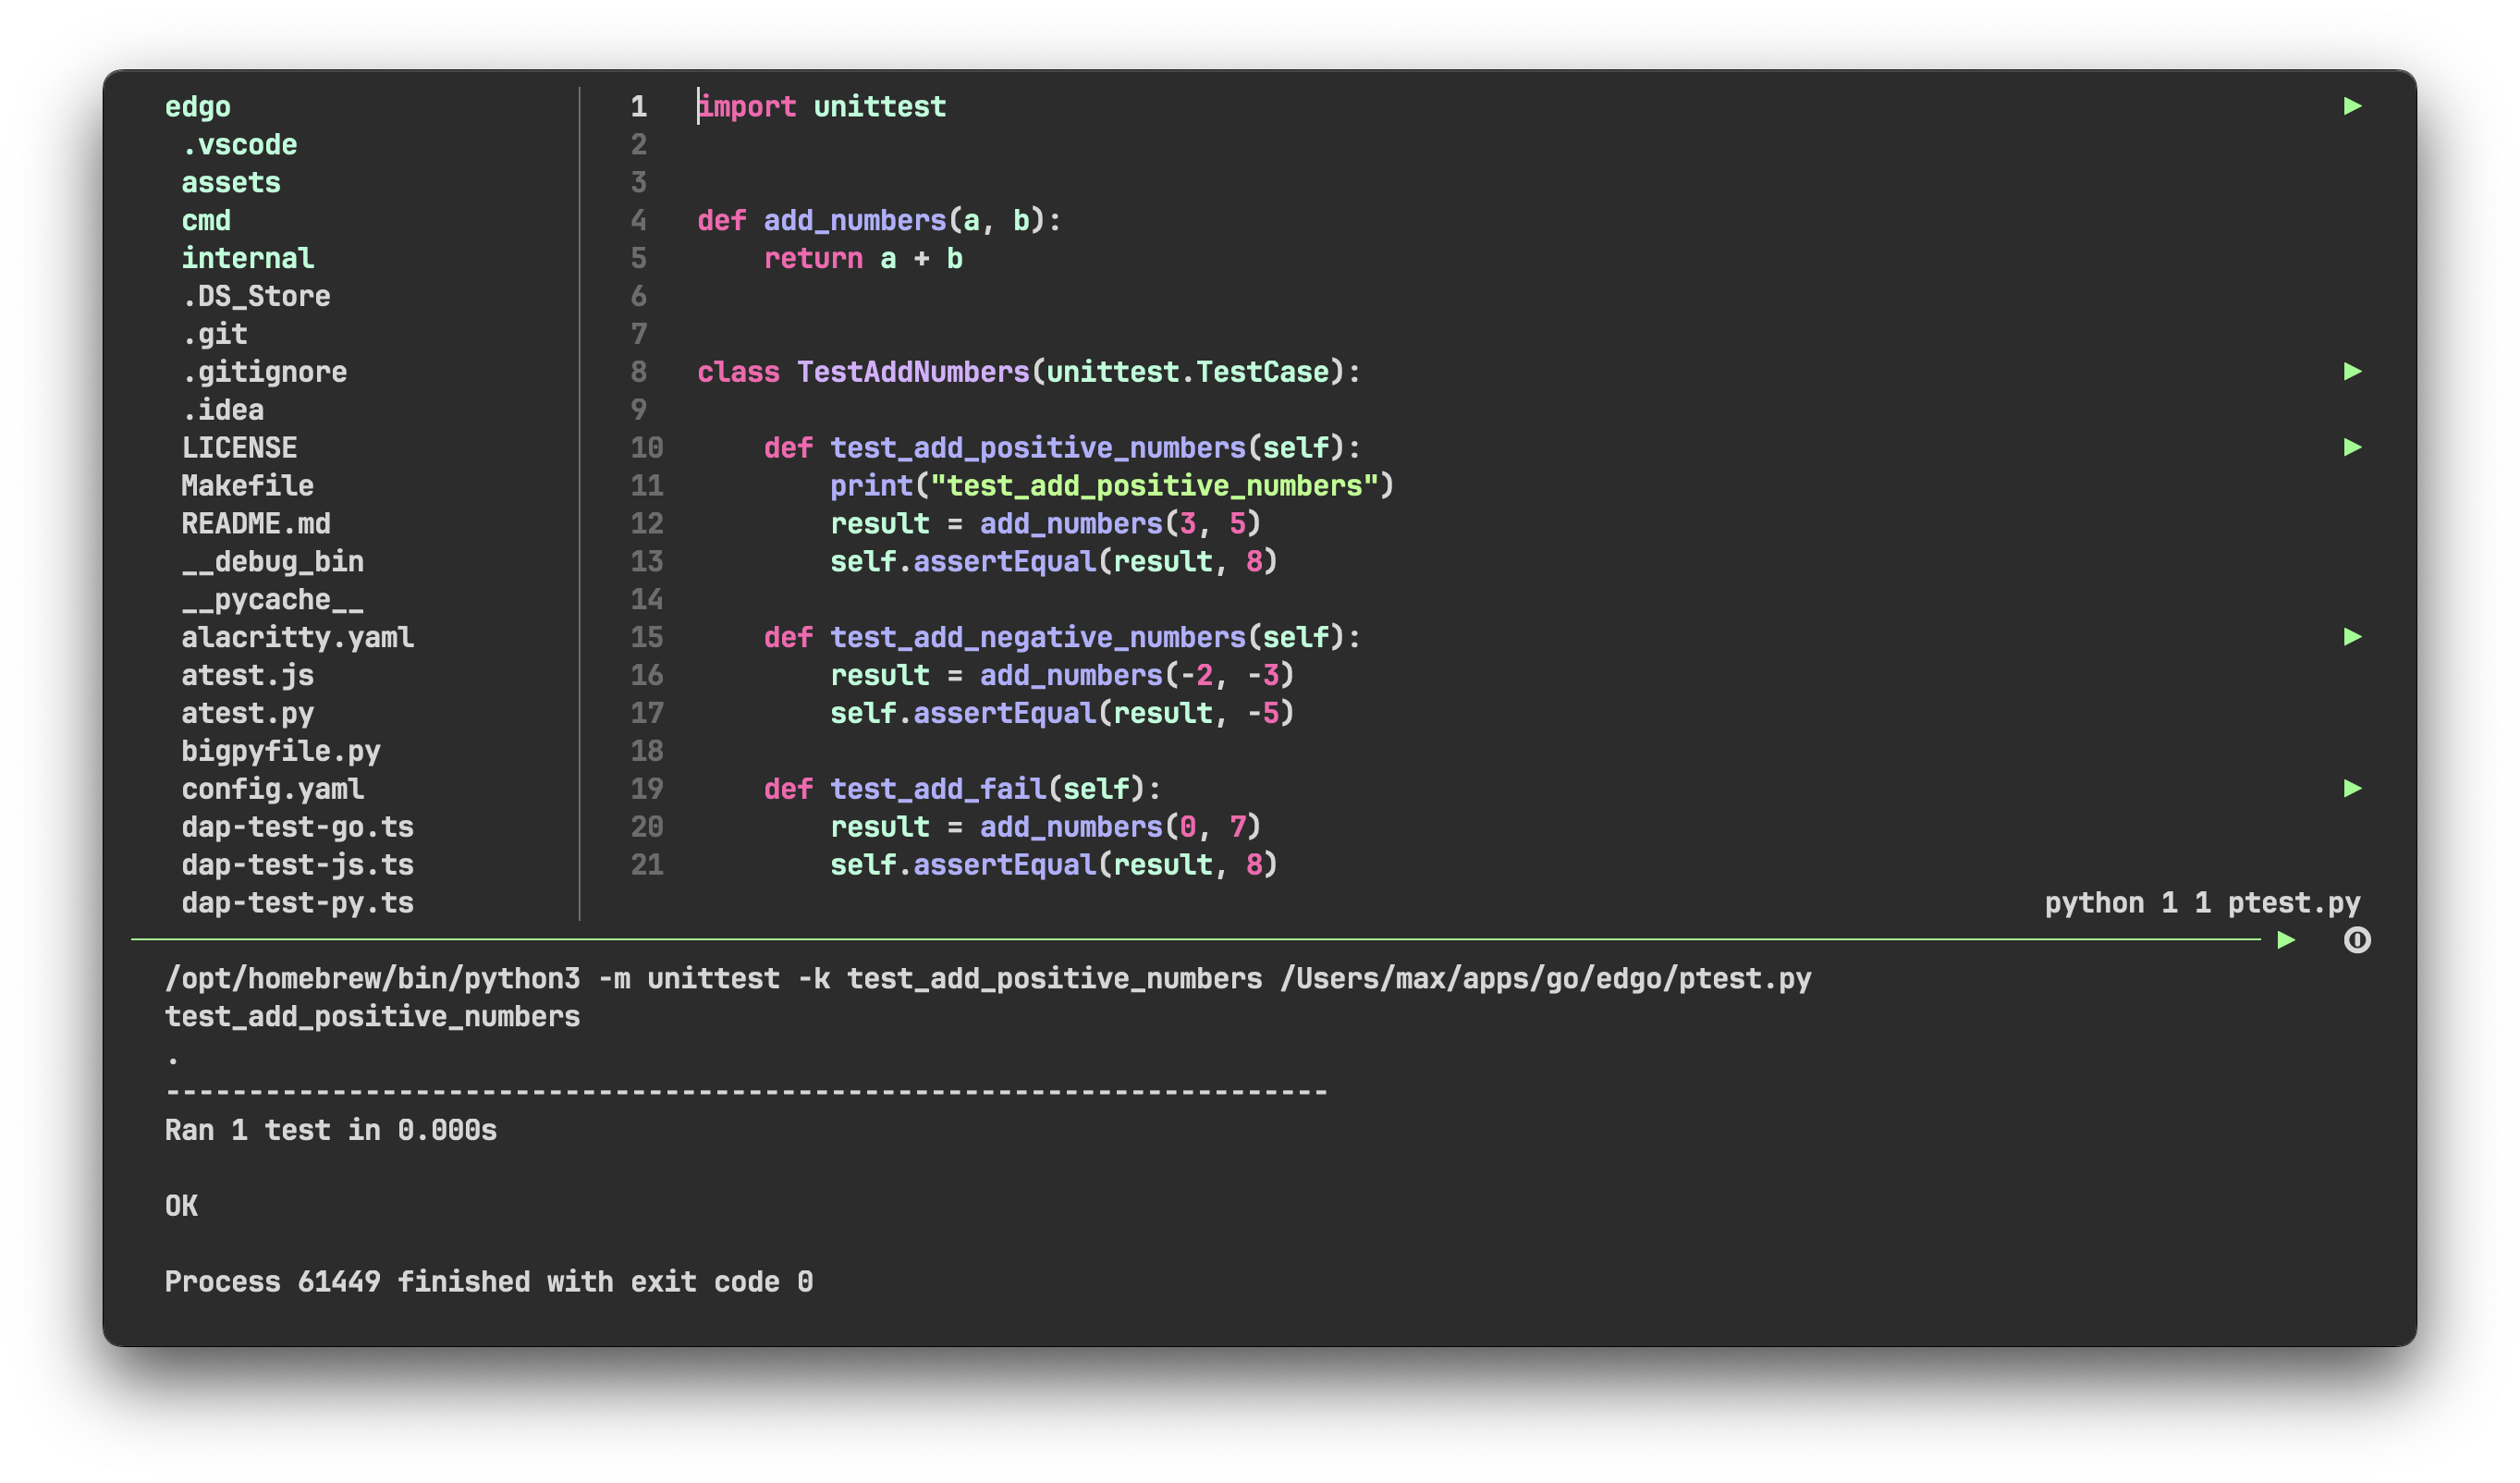 edgo
.vscode
assets
cmd
internal
.DS_Store
.git
.gitignore
.idea
LICENSE
Makefile
README.md
__debug_bin
__pycache__
alacritty.yaml
atest.js
atest.py
bigpyfile.py
config.yaml
dap-test-go.ts
dap-test-js.ts
dap-test-py.ts
1 import unittest
2
3
4 def add_numbers(a, b):
5     return a + b
6
7
8 class TestAddNumbers(unittest.TestCase):
9
10     def test_add_positive_numbers(self):
11         print("test_add_positive_numbers")
12         result = add_numbers(3, 5)
13         self.assertEqual(result, 8)
14
15     def test_add_negative_numbers(self):
16         result = add_numbers(-2, -3)
17         self.assertEqual(result, -5)
18
19     def test_add_fail(self):
20         result = add_numbers(0, 7)
21         self.assertEqual(result, 8)
python 1 1 ptest.py
/opt/homebrew/bin/python3 -m unittest -k test_add_positive_numbers /Users/max/apps/go/edgo/ptest.py
test_add_positive_numbers
.
----------------------------------------------------------------------
Ran 1 test in 0.000s
OK
Process 61449 finished with exit code 0